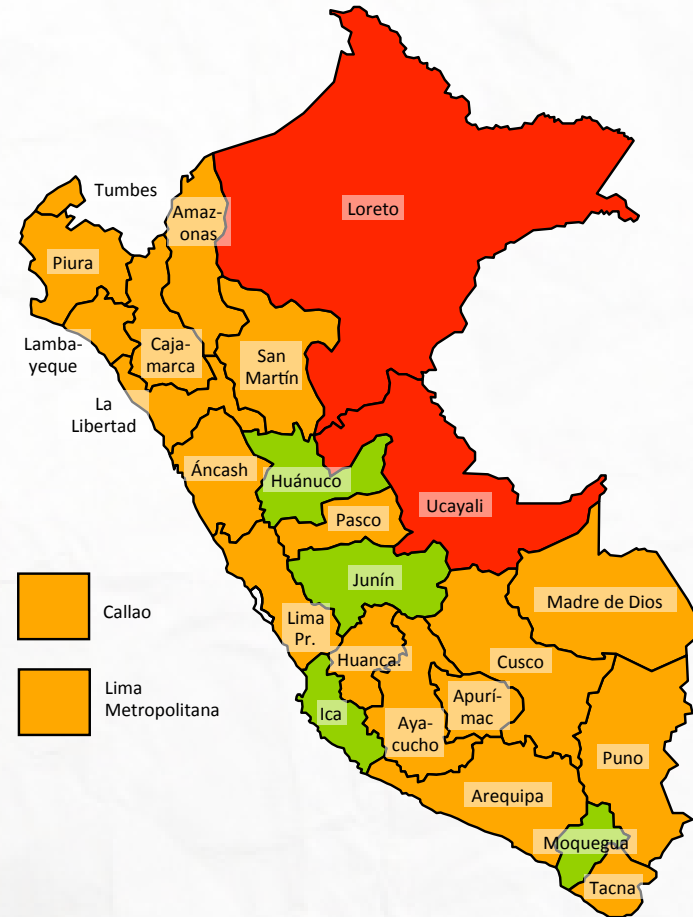 Tumbes
Amaz-
onas
Loreto
Piura
Lamba-
yeque
Caja-
marca
San
Martín
La
Libertad
Áncash
Huánuco
Pasco
Ucayali
Junín
Callao
Lima
Pr.
Madre de Dios
Huanca.
Cusco
Lima
Metropolitana
Ica
Aya-
cucho
Apurí-
mac
Puno
Arequipa
Moquegua
Tacna